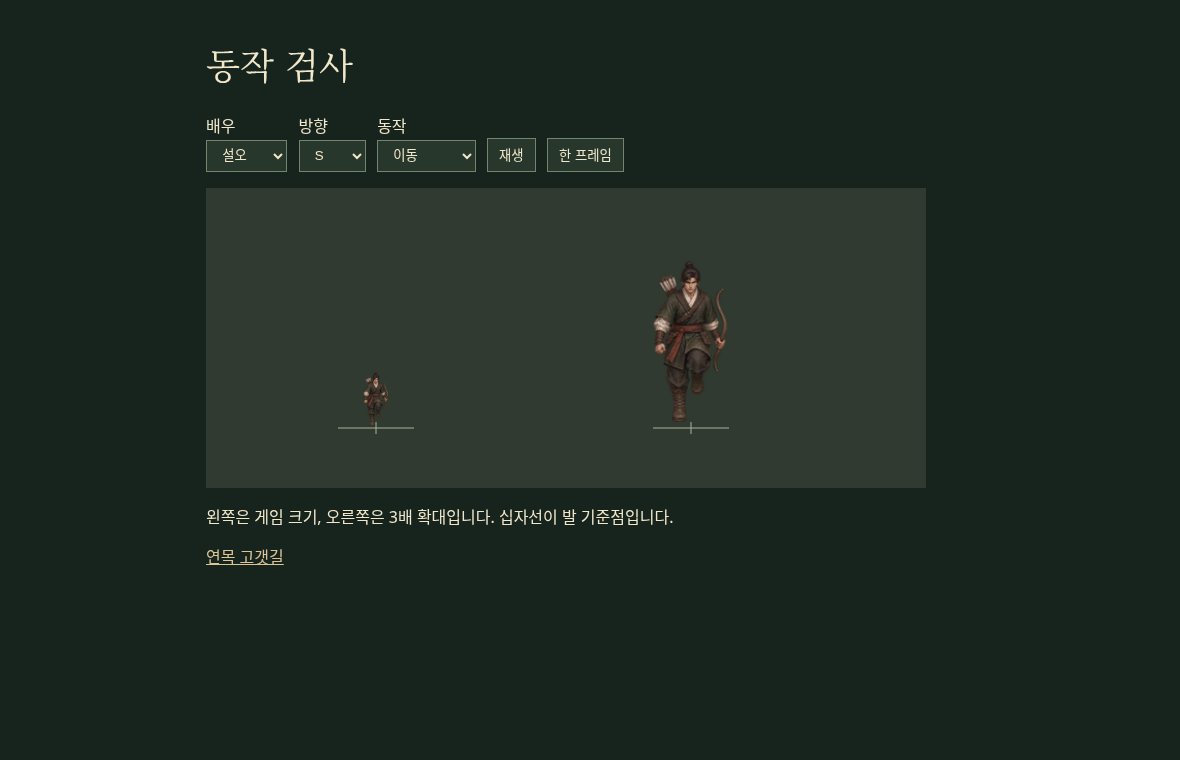 동작 검사
배우 방향 동작
설오 S 이동 재생 한 프레임
왼쪽은 게임 크기, 오른쪽은 3배 확대입니다. 십자선이 발 기준점입니다.
연목 고갯길